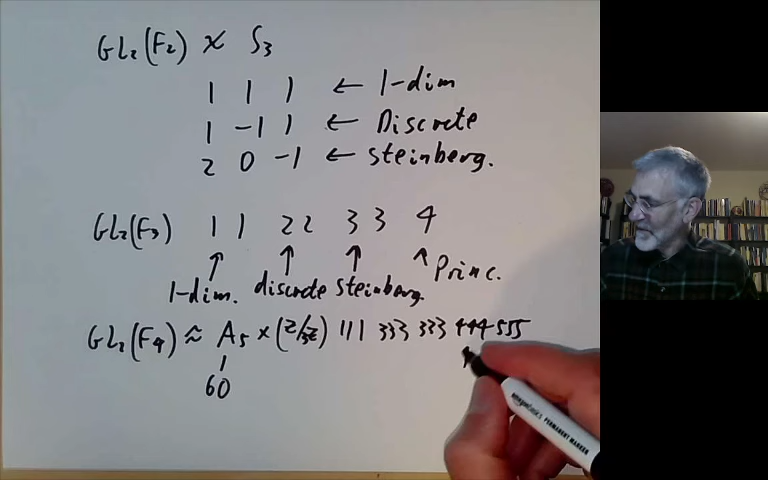 GL₂(F₂) ≈ S₃
1 1 1 ← 1-dim
1 -1 1 ← Discrete
2 0 -1 ← steinberg.
GL₂(F₃) 1 1 2 2 3 3 4
↑ ↑ ↑ ↑ Princ.
1-dim. discrete steinberg.
GL₂(F₄) ≈ A₅ × (Z/3Z) 111 333 333 444 555
60
PERMANENT MARKER